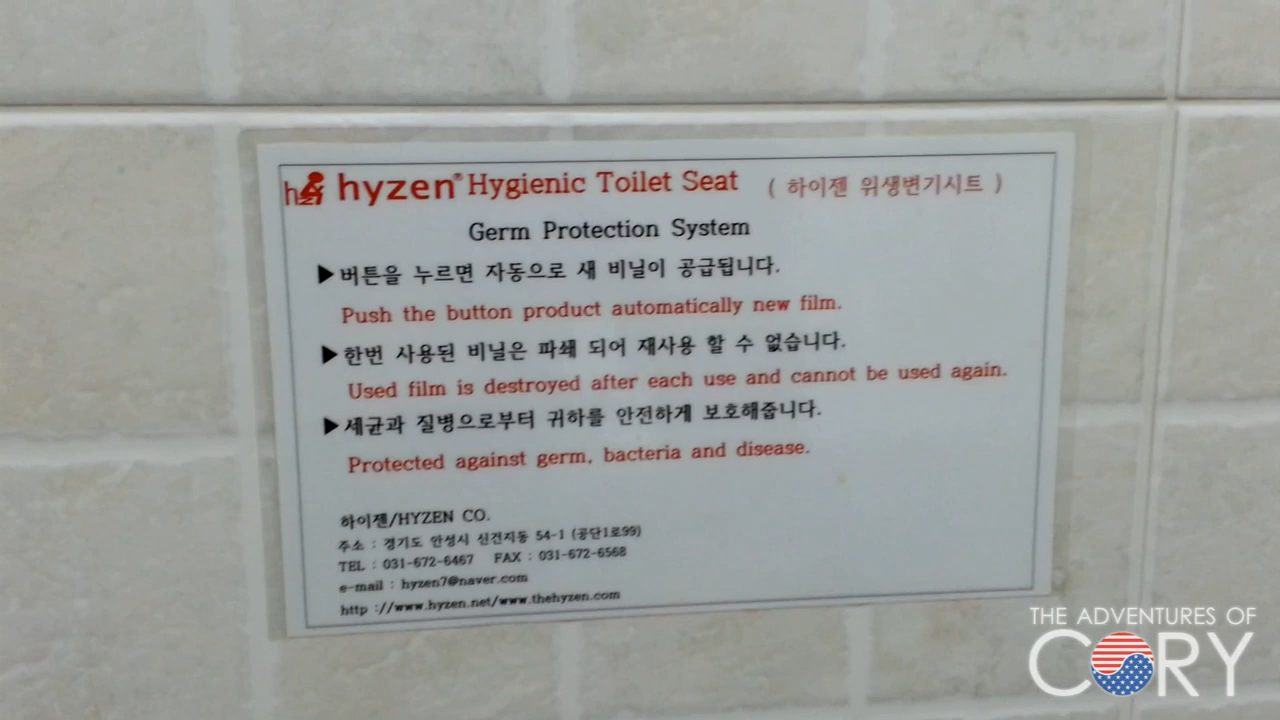 h hyzen® Hygienic Toilet Seat ( 하이젠 위생변기시트 )
Germ Protection System
▶버튼을 누르면 자동으로 새 비닐이 공급됩니다.
Push the button product automatically new film.
▶한번 사용된 비닐은 파쇄 되어 재사용 할 수 없습니다.
Used film is destroyed after each use and cannot be used again.
▶세균과 질병으로부터 귀하를 안전하게 보호해줍니다.
Protected against germ, bacteria and disease.
하이젠/HYZEN CO.
주소 : 경기도 안성시 신건지동 54-1 (공단1로99)
TEL : 031-672-6467 FAX : 031-672-6568
e-mail : hyzen7@naver.com
http ://www.hyzen.net/www.thehyzen.com
THE ADVENTURES OF
CORY